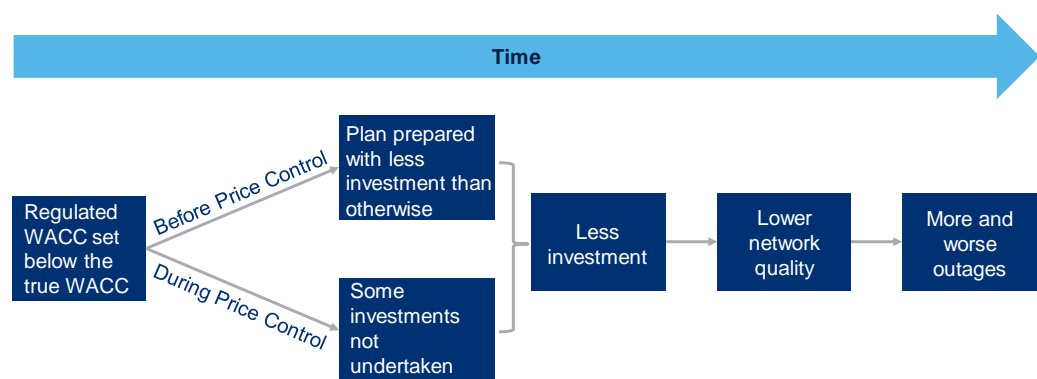 Time
Before Price Control
Plan prepared
with less
investment than
otherwise
Regulated
WACC set
below the
true WACC
Less
investment
Lower
network
quality
More and
worse
outages
During Price Control
Some
investments
not
undertaken